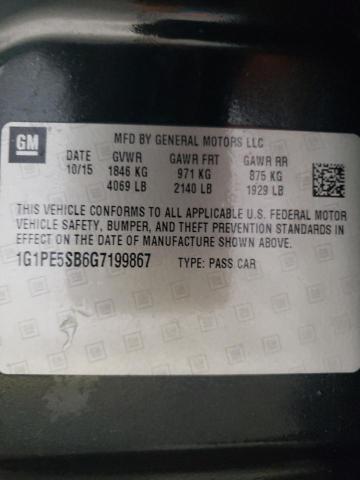 GM
MFD BY GENERAL MOTORS LLC
DATE GVWR GAWR FRT GAWR RR
10/15 1846 KG 971 KG 875 KG
4069 LB 2140 LB 1929 LB
THIS VEHICLE CONFORMS TO ALL APPLICABLE U.S. FEDERAL MOTOR
VEHICLE SAFETY, BUMPER, AND THEFT PREVENTION STANDARDS IN
EFFECT ON THE DATE OF MANUFACTURE SHOWN ABOVE.
1G1PE5SB6G7199867 TYPE: PASS CAR